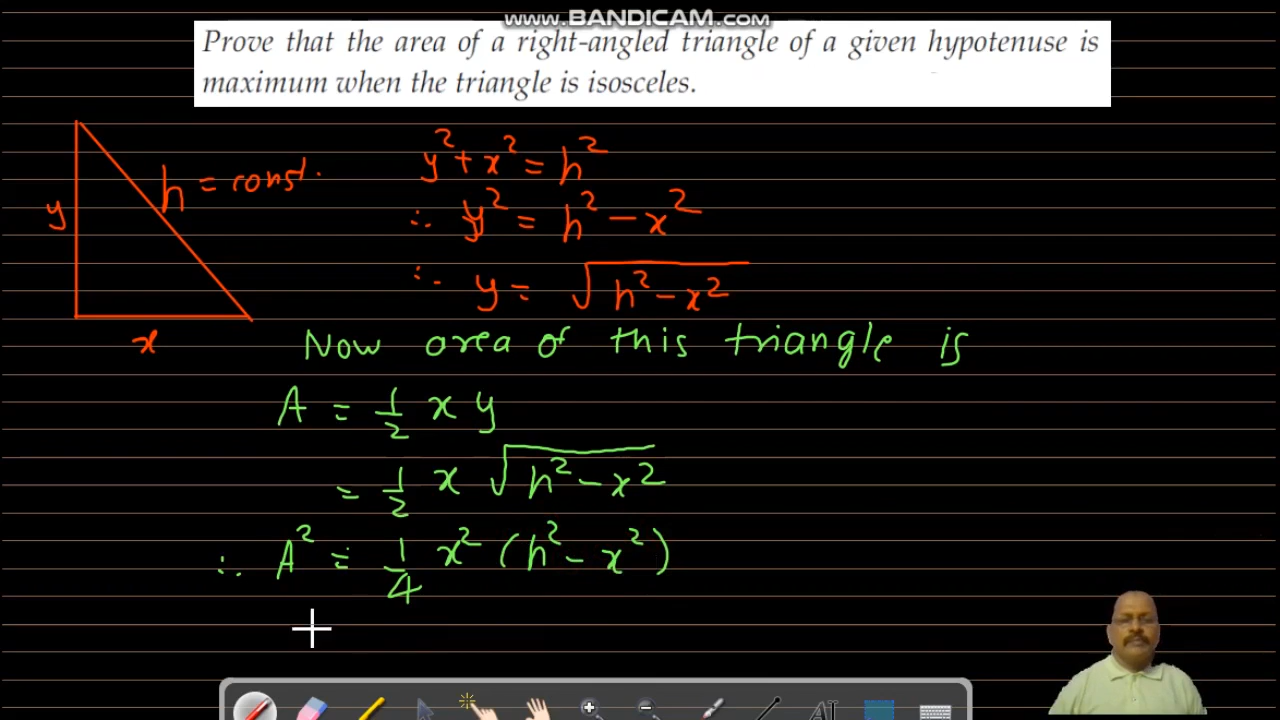 WWW.BANDICAM.COM
Prove that the area of a right-angled triangle of a given hypotenuse is
maximum when the triangle is isosceles.
y² + x² = h²
h = const.
∴ y² = h² − x²
y
∴ y = √(h² − x²)
x
Now area of this triangle is
A = 1/2 x y
= 1/2 x √(h² − x²)
∴ A² = 1/4 x² (h² − x²)
AI